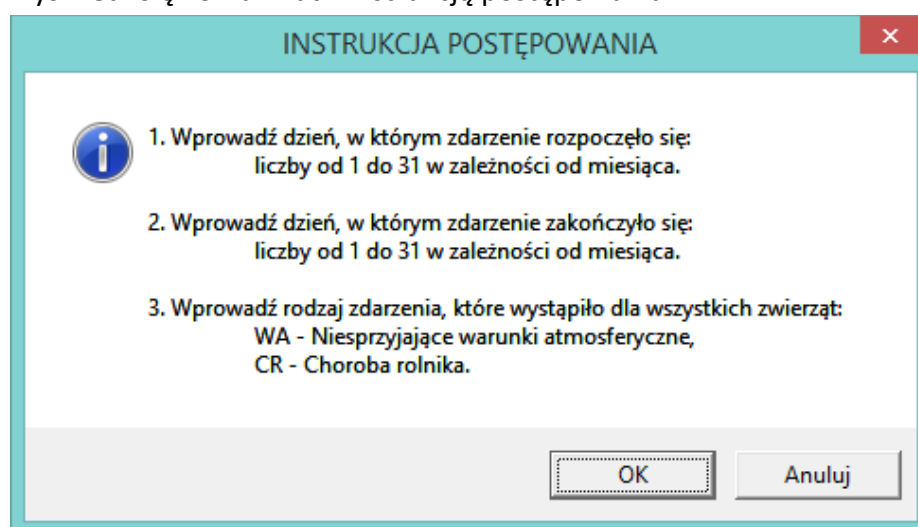 INSTRUKCJA POSTĘPOWANIA
1. Wprowadź dzień, w którym zdarzenie rozpoczęło się:
liczby od 1 do 31 w zależności od miesiąca.
2. Wprowadź dzień, w którym zdarzenie zakończyło się:
liczby od 1 do 31 w zależności od miesiąca.
3. Wprowadź rodzaj zdarzenia, które wystąpiło dla wszystkich zwierząt:
WA - Niesprzyjające warunki atmosferyczne,
CR - Choroba rolnika.
OK
Anuluj